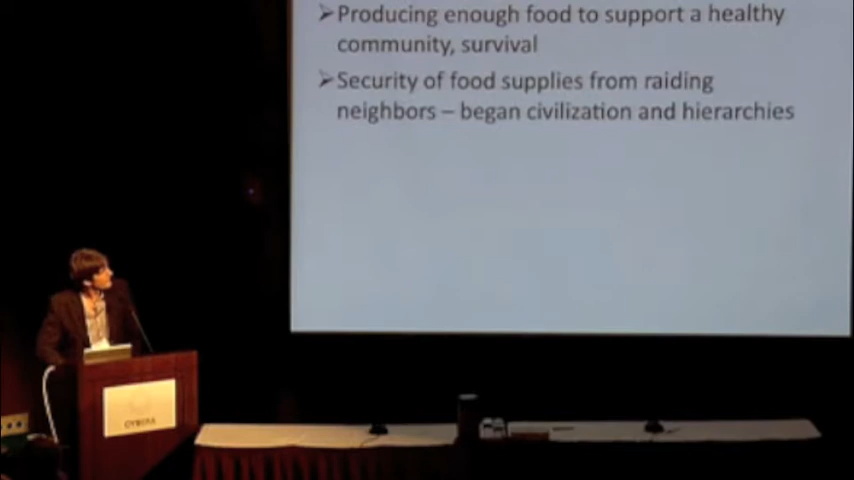 ➢Producing enough food to support a healthy
community, survival
➢Security of food supplies from raiding
neighbors – began civilization and hierarchies